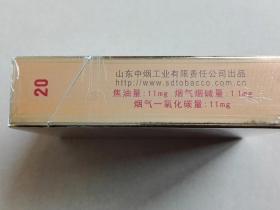 20
山东中烟工业有限责任公司出品
http://www.sdtobacco.com.cn
焦油量:11mg 烟气烟碱量:1.1mg
烟气一氧化碳量:11mg